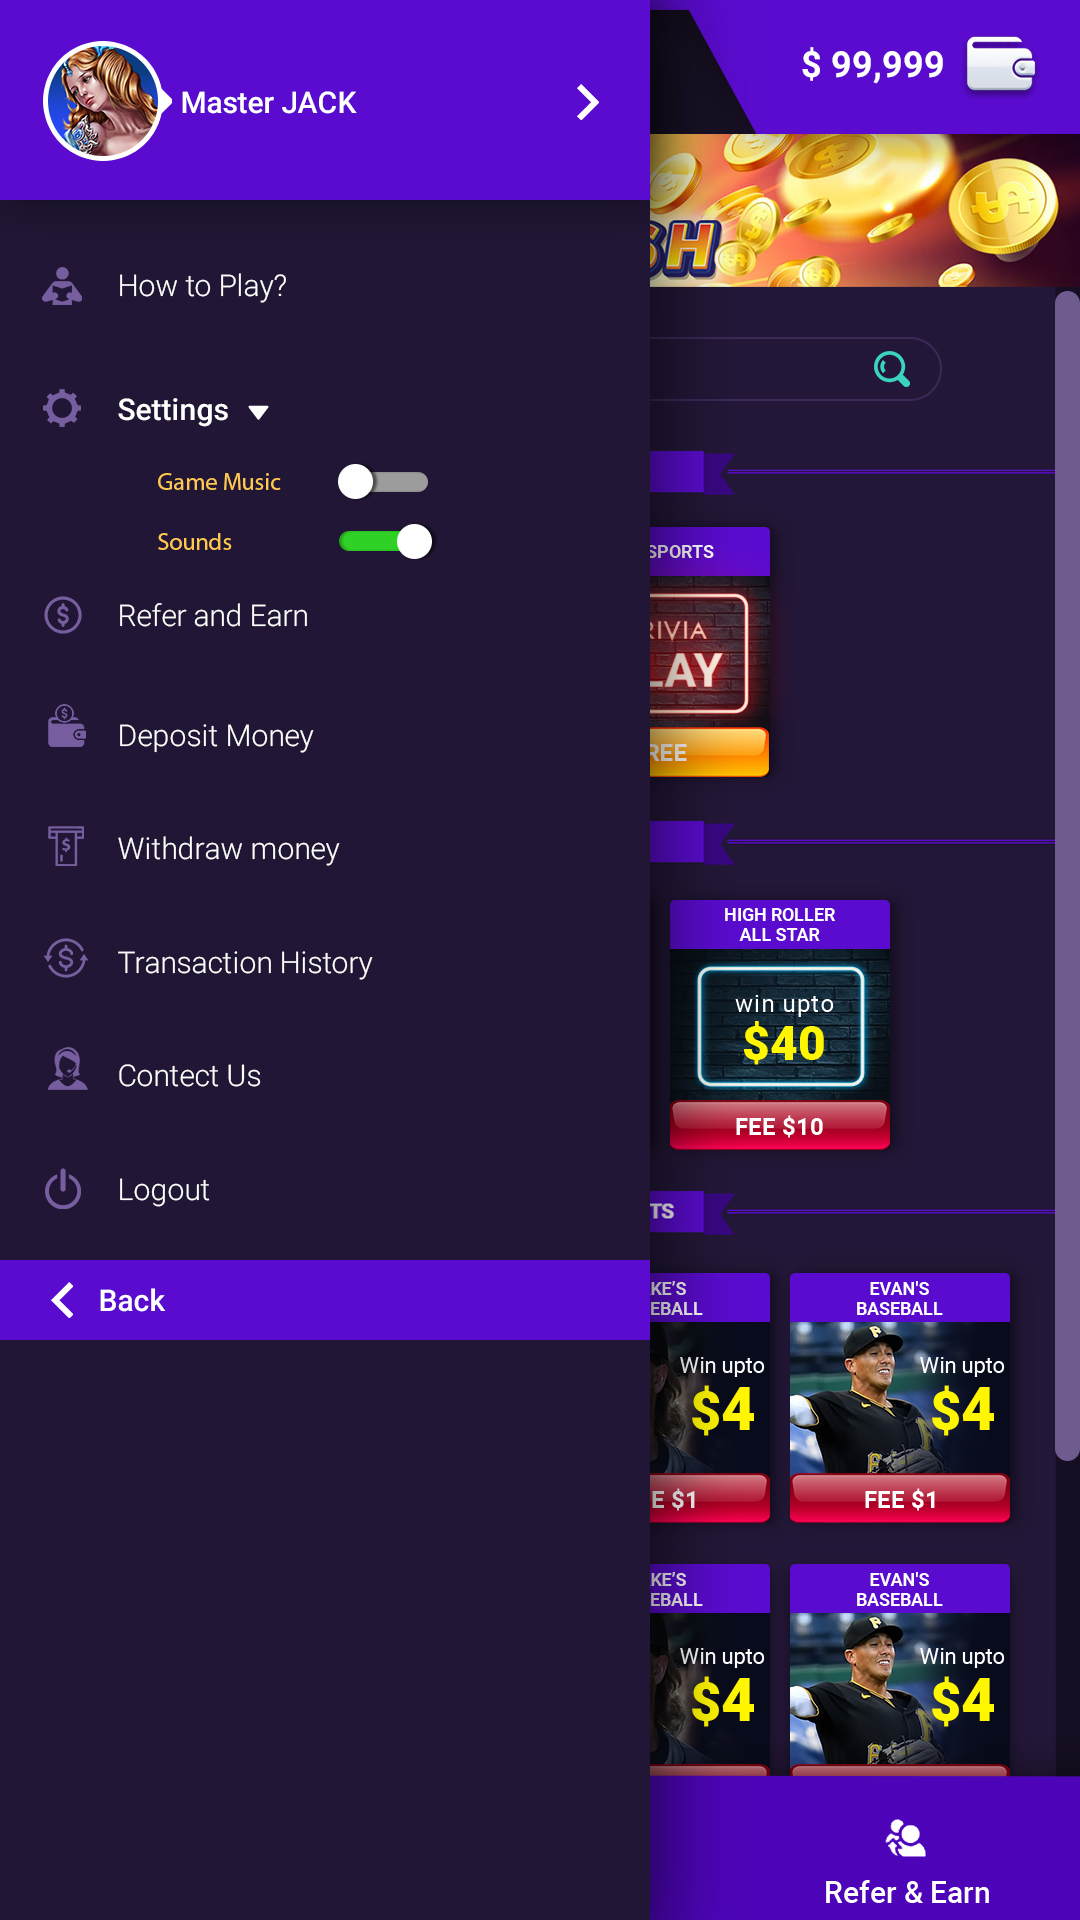 Master JACK
$ 99,999
SH
How to Play?
Settings
Game Music
Sounds
Refer and Earn
Deposit Money
Withdraw money
Transaction History
Contect Us
Logout
Back
SPORTS
RIVIA
LAY
REE
HIGH ROLLER
ALL STAR
win upto
$40
FEE $10
TS
KE'S
EBALL
Win upto
$4
E $1
EVAN'S
BASEBALL
Win upto
$4
FEE $1
KE'S
EBALL
Win upto
$4
EVAN'S
BASEBALL
Win upto
$4
Refer & Earn